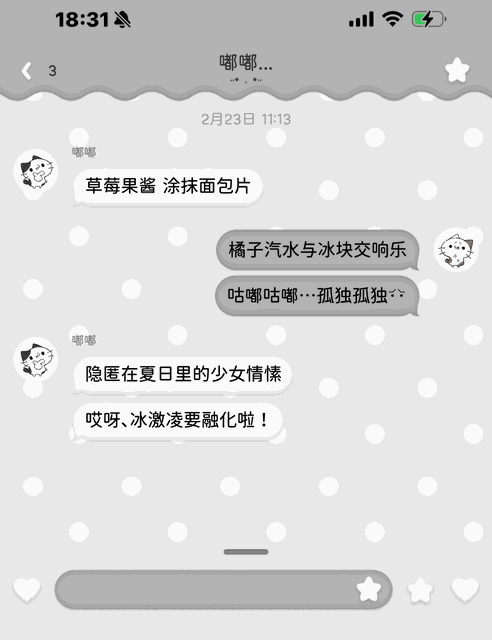 18:31
3
嘟嘟...
2月23日 11:13
嘟嘟
草莓果酱 涂抹面包片
橘子汽水与冰块交响乐
咕嘟咕嘟…孤独孤独
嘟嘟
隐匿在夏日里的少女情愫
哎呀、冰激凌要融化啦！